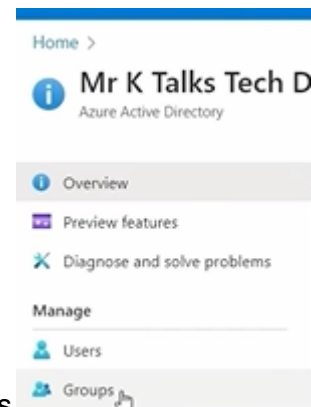 Home >
Mr K Talks Tech D
Azure Active Directory
Overview
Preview features
Diagnose and solve problems
Manage
Users
Groups